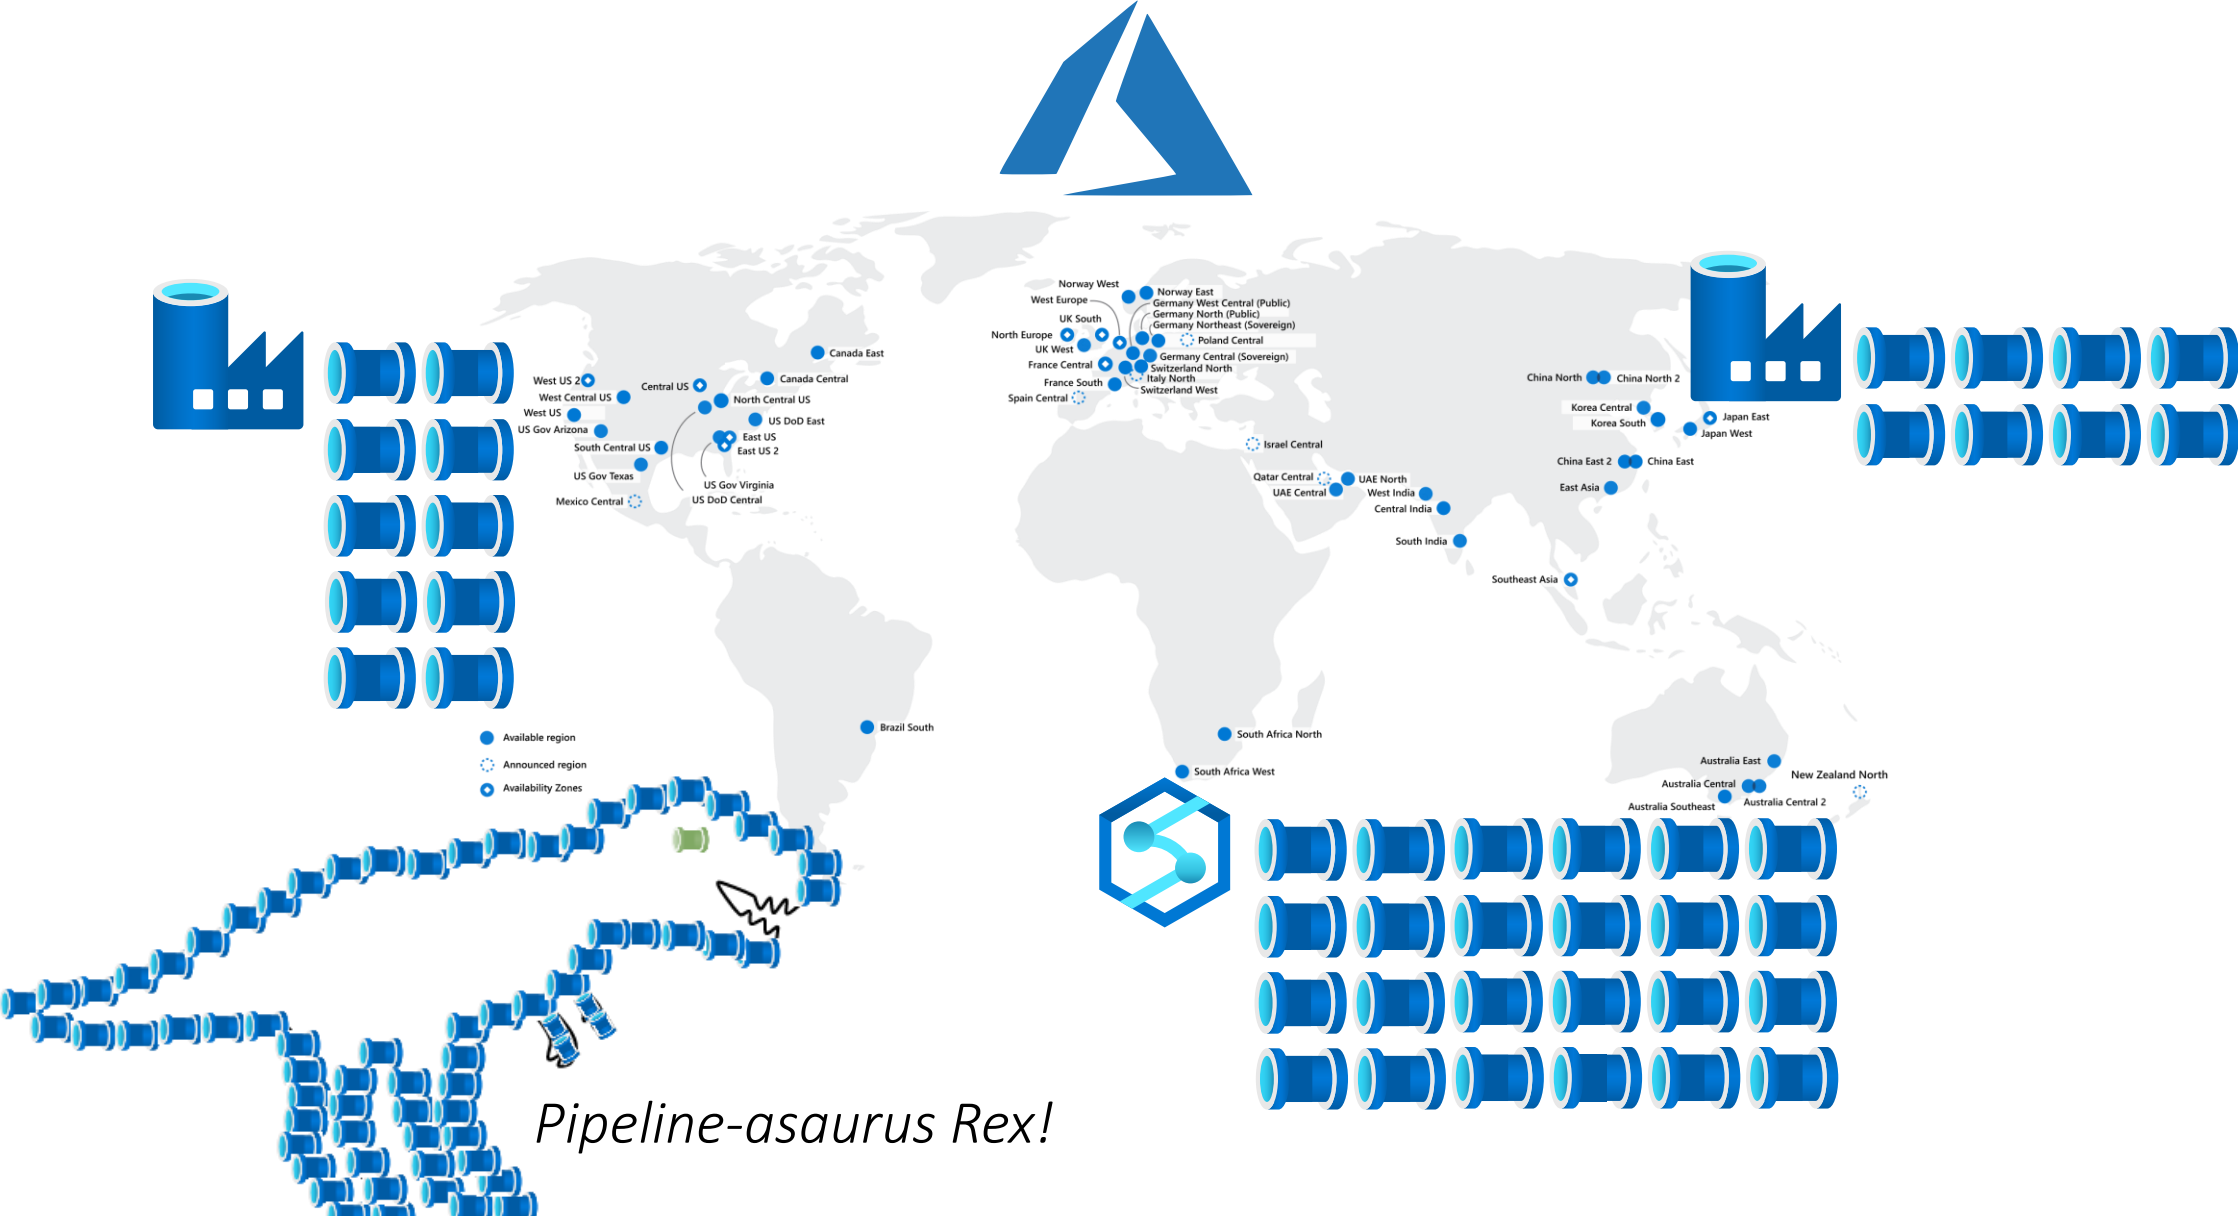 Norway West
Norway East
West Europe
Germany West Central (Public)
Germany North (Public)
UK South
Germany Northeast (Sovereign)
North Europe
Poland Central
UK West
Germany Central (Sovereign)
France Central
Switzerland North
Italy North
France South
Switzerland West
Spain Central
Canada East
West US 2
Central US
Canada Central
West Central US
North Central US
West US
US DoD East
US Gov Arizona
East US
South Central US
East US 2
US Gov Texas
US Gov Virginia
Mexico Central
US DoD Central
Israel Central
Qatar Central
UAE North
UAE Central
West India
Central India
South India
China North
China North 2
Korea Central
Japan East
Korea South
Japan West
China East 2
China East
East Asia
Southeast Asia
Brazil South
South Africa North
South Africa West
Australia East
New Zealand North
Australia Central
Australia Central 2
Australia Southeast
Available region
Announced region
Availability Zones
Pipeline-asaurus Rex!